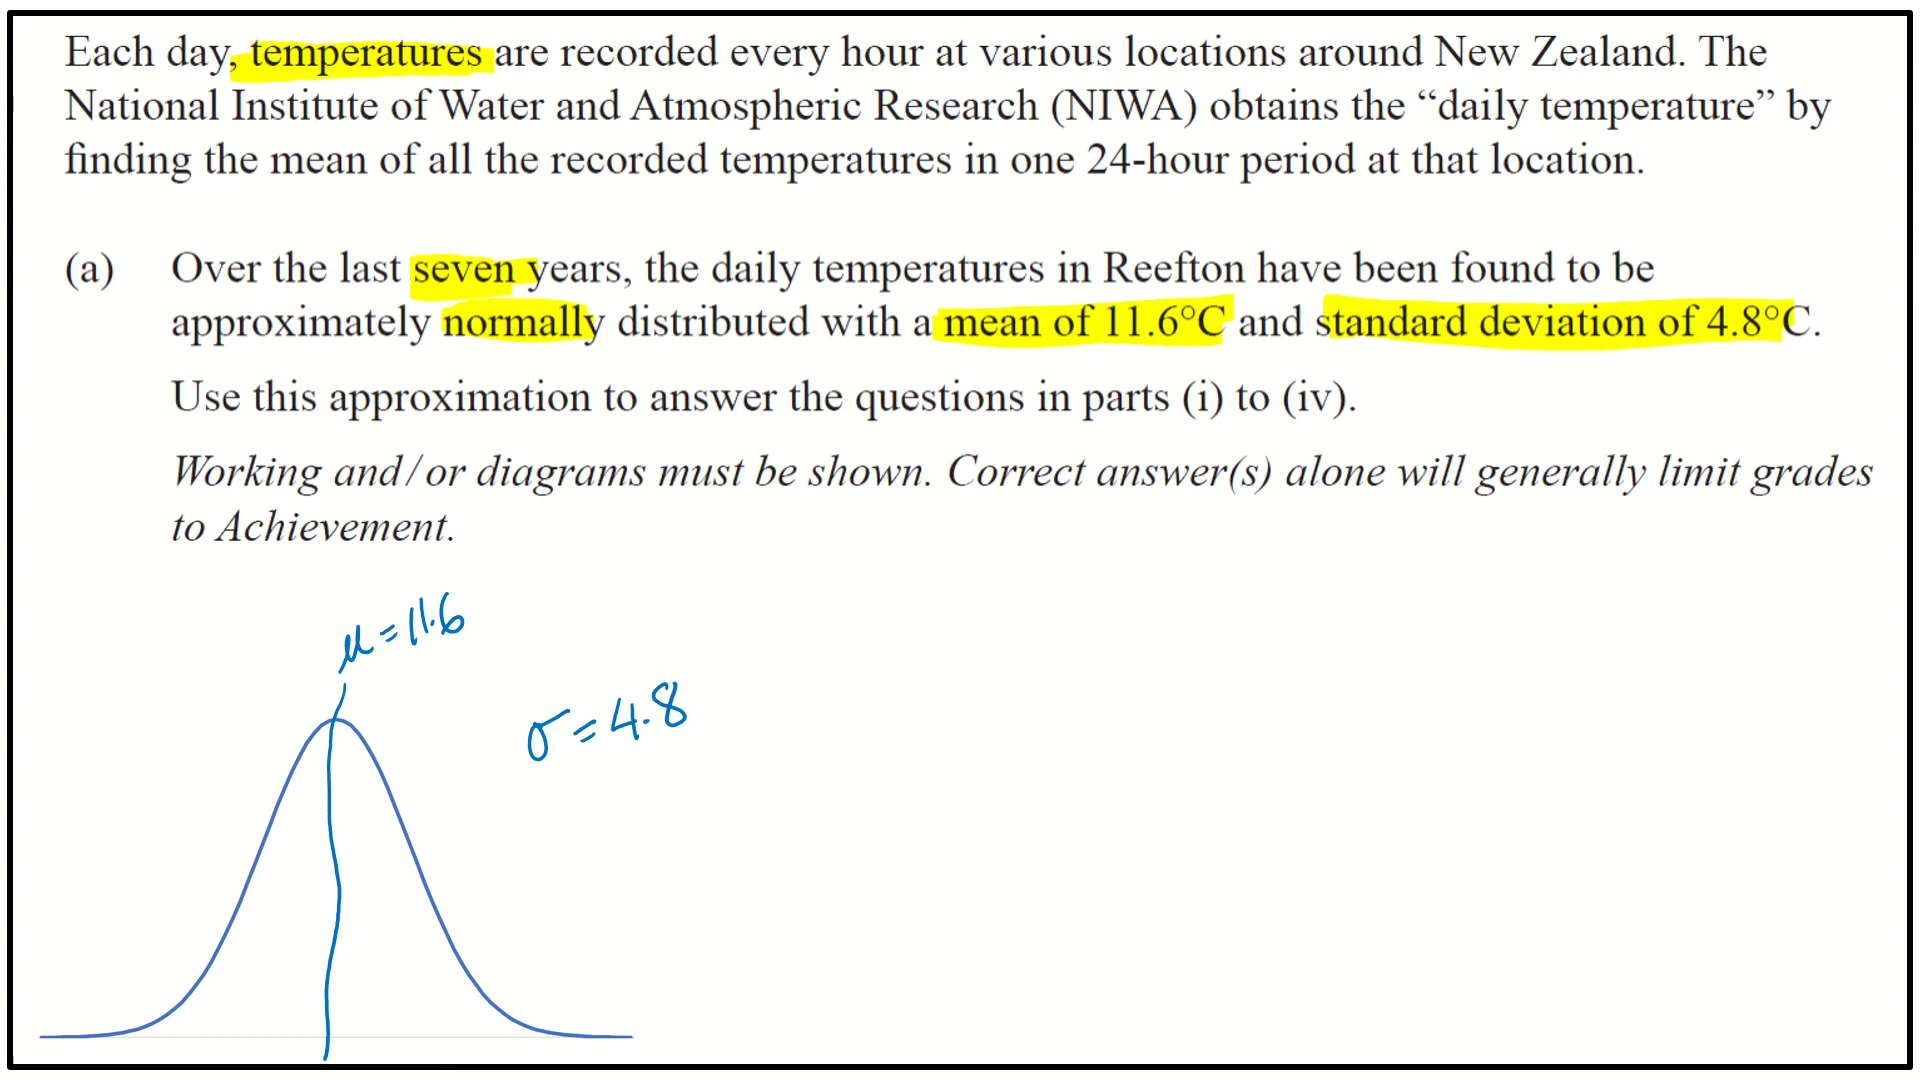 Each day, temperatures are recorded every hour at various locations around New Zealand. The
National Institute of Water and Atmospheric Research (NIWA) obtains the “daily temperature” by
finding the mean of all the recorded temperatures in one 24-hour period at that location.
(a) Over the last seven years, the daily temperatures in Reefton have been found to be
approximately normally distributed with a mean of 11.6°C and standard deviation of 4.8°C.
Use this approximation to answer the questions in parts (i) to (iv).
Working and/or diagrams must be shown. Correct answer(s) alone will generally limit grades
to Achievement.
μ = 11.6
σ = 4.8